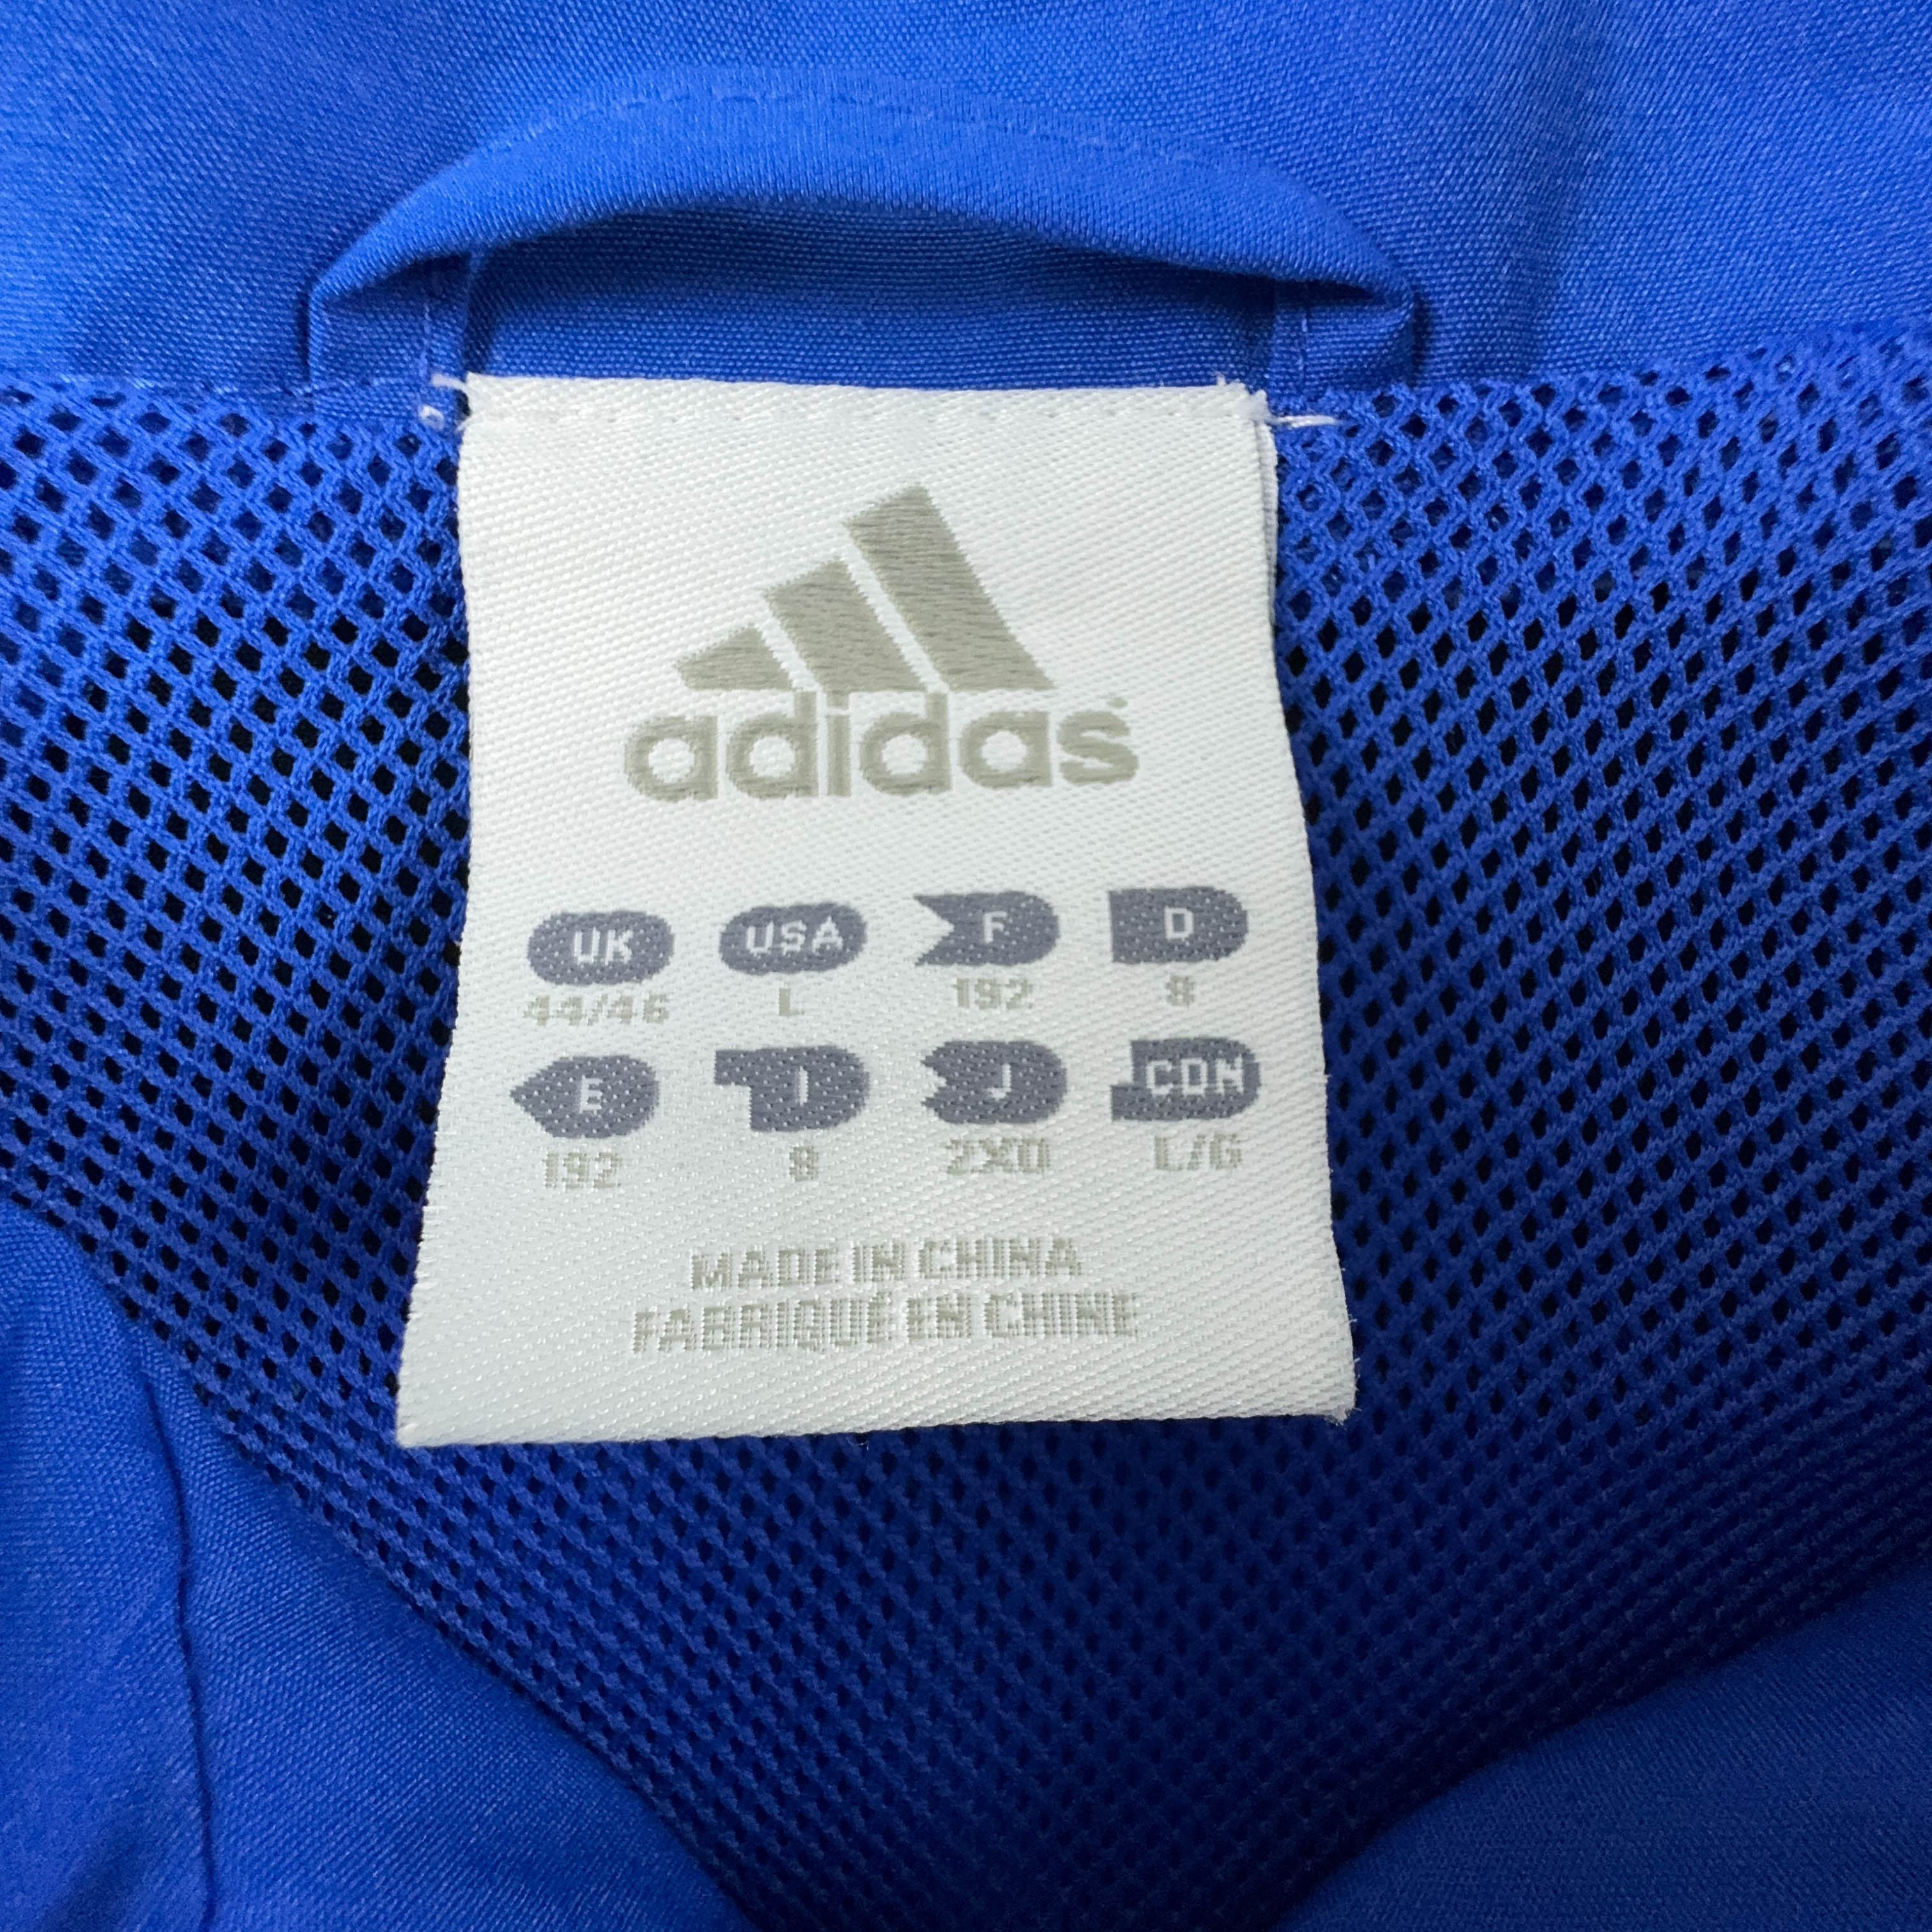 adidas
UK USA F D
44/46 L 192 8
E I J CDN
192 8 2XO L/G
MADE IN CHINA
FABRIQUÉ EN CHINE